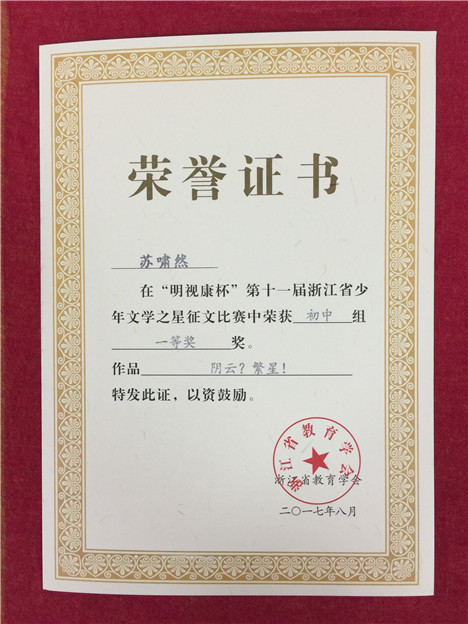 荣誉证书
苏啸然
在“明视康杯”第十一届浙江省少
年文学之星征文比赛中荣获 初中 组
一等奖 奖。
作品 阴云？繁星！
特发此证，以资鼓励。
浙江省教育学会
浙江省教育学会
二〇一七年八月